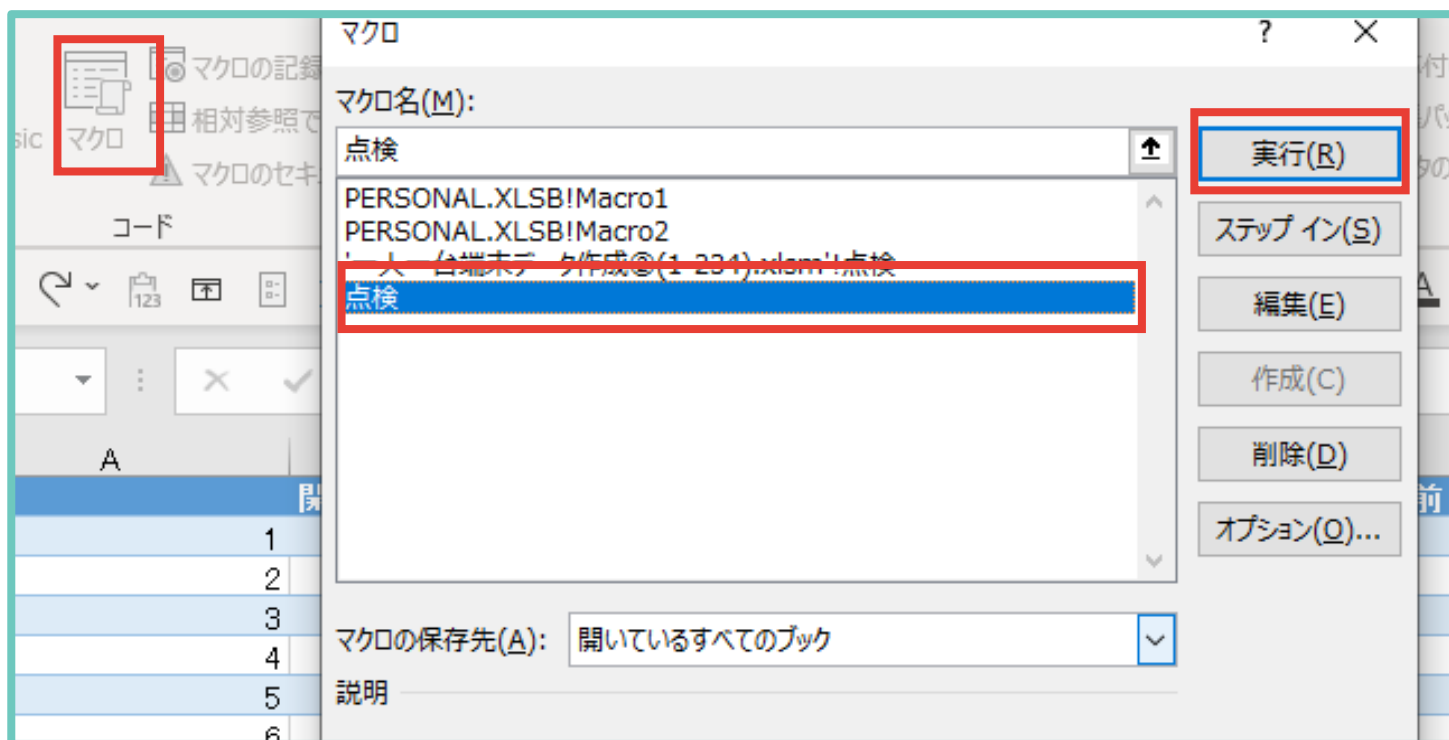 マクロ
?
マクロの記録
相対参照で
sic
マクロ
マクロのセキ
コード
マクロ名(M):
点検
実行(R)
PERSONAL.XLSB!Macro1
PERSONAL.XLSB!Macro2
点検
ステップ イン(S)
編集(E)
作成(C)
削除(D)
オプション(O)...
マクロの保存先(A):
開いているすべてのブック
説明
123
A
A
前
1
2
3
4
5
6